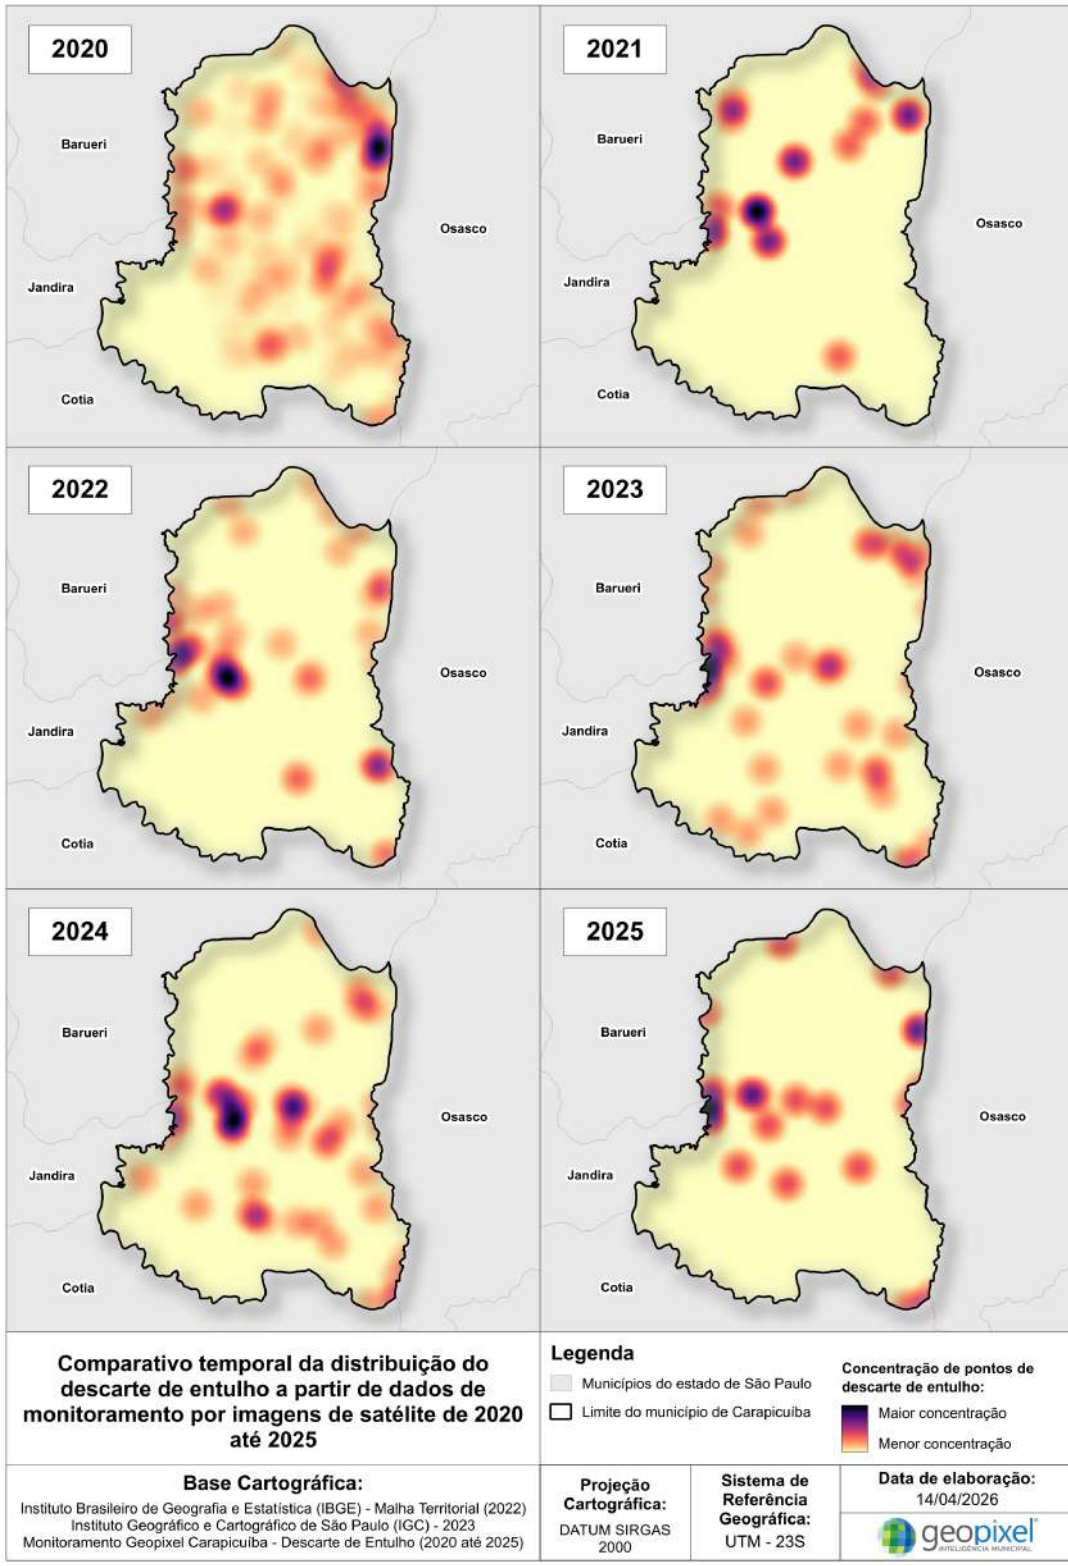 2020
Barueri
Osasco
Jandira
Cotia
2021
Barueri
Osasco
Jandira
Cotia
2022
Barueri
Osasco
Jandira
Cotia
2023
Barueri
Osasco
Jandira
Cotia
2024
Barueri
Osasco
Jandira
Cotia
2025
Barueri
Osasco
Jandira
Cotia
Comparativo temporal da distribuição do
descarte de entulho a partir de dados de
monitoramento por imagens de satélite de 2020
até 2025
Legenda
Municípios do estado de São Paulo
Limite do município de Carapicuíba
Concentração de pontos de
descarte de entulho:
Maior concentração
Menor concentração
Base Cartográfica:
Instituto Brasileiro de Geografia e Estatística (IBGE) - Malha Territorial (2022)
Instituto Geográfico e Cartográfico de São Paulo (IGC) - 2023
Monitoramento Geopixel Carapicuíba - Descarte de Entulho (2020 até 2025)
Projeção
Cartográfica:
DATUM SIRGAS
2000
Sistema de
Referência
Geográfica:
UTM - 23S
Data de elaboração:
14/04/2026
geopixel
INTELIGÊNCIA MUNICIPAL